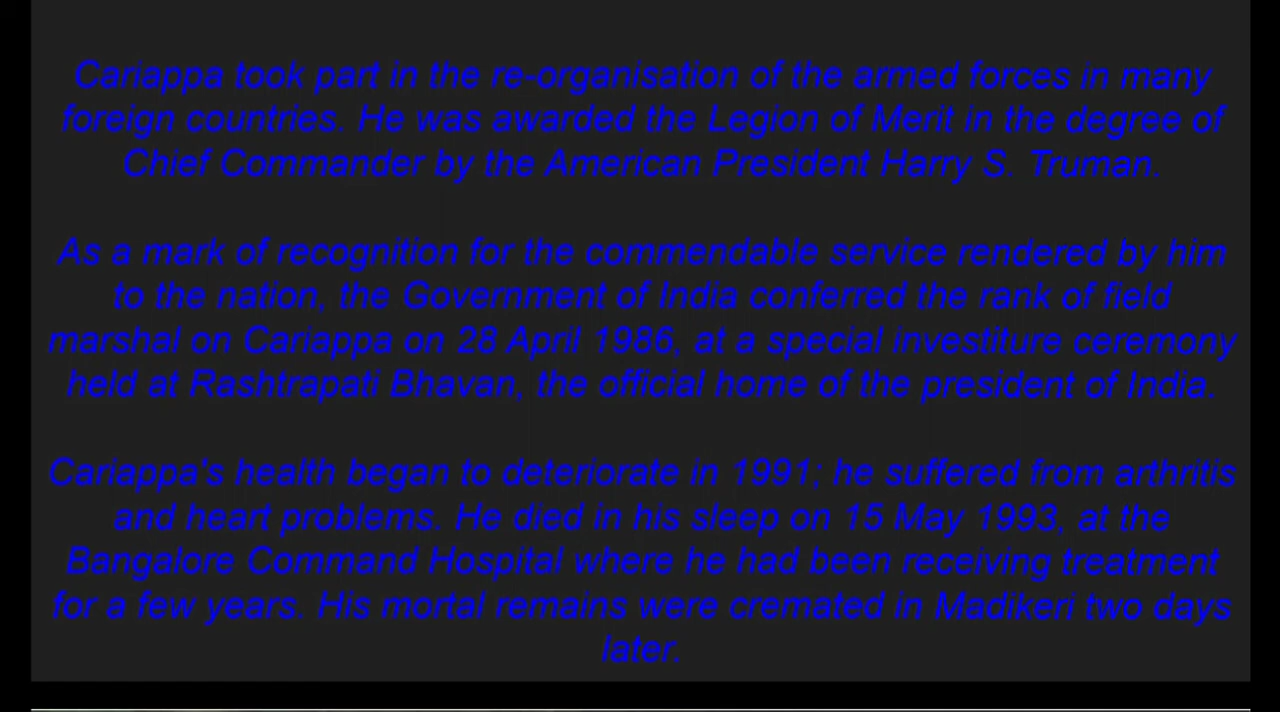 Cariappa took part in the re-organisation of the armed forces in many
foreign countries. He was awarded the Legion of Merit in the degree of
Chief Commander by the American President Harry S. Truman.
As a mark of recognition for the commendable service rendered by him
to the nation, the Government of India conferred the rank of field
marshal on Cariappa on 28 April 1986, at a special investiture ceremony
held at Rashtrapati Bhavan, the official home of the president of India.
Cariappa's health began to deteriorate in 1991; he suffered from arthritis
and heart problems. He died in his sleep on 15 May 1993, at the
Bangalore Command Hospital where he had been receiving treatment
for a few years. His mortal remains were cremated in Madikeri two days
later.